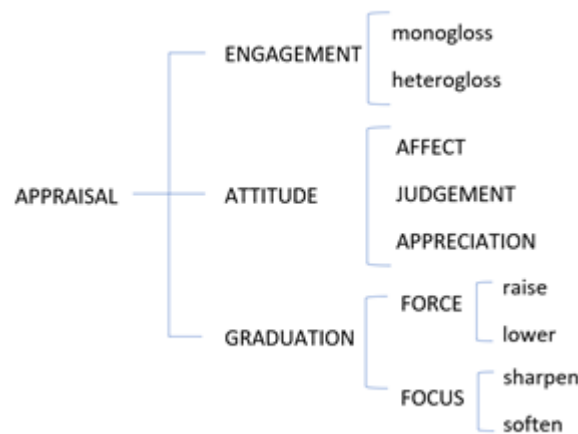 APPRAISAL
ENGAGEMENT
monogloss
heterogloss
ATTITUDE
AFFECT
JUDGEMENT
APPRECIATION
GRADUATION
FORCE
raise
lower
FOCUS
sharpen
soften